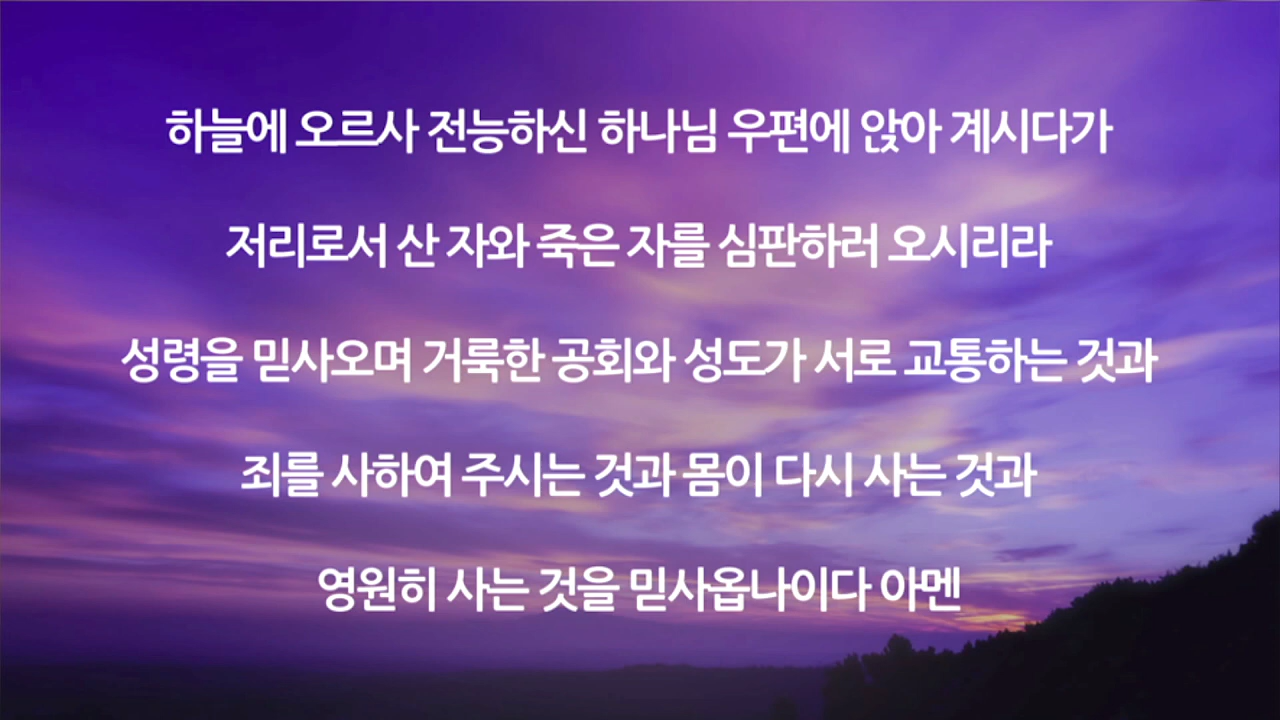 하늘에 오르사 전능하신 하나님 우편에 앉아 계시다가
저리로서 산 자와 죽은 자를 심판하러 오시리라
성령을 믿사오며 거룩한 공회와 성도가 서로 교통하는 것과
죄를 사하여 주시는 것과 몸이 다시 사는 것과
영원히 사는 것을 믿사옵나이다 아멘